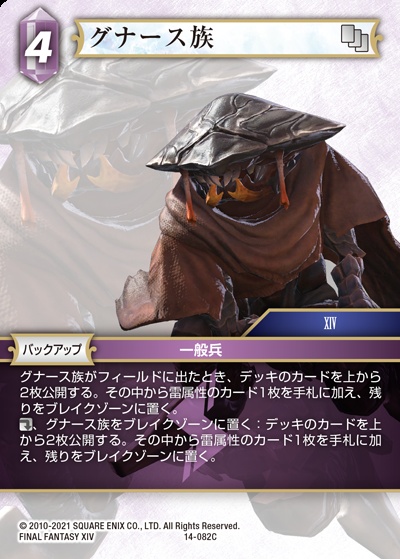 4
グナース族
XIV
バックアップ
一般兵
グナース族がフィールドに出たとき、デッキのカードを上から
2枚公開する。その中から雷属性のカード1枚を手札に加え、残
りをブレイクゾーンに置く。
、グナース族をブレイクゾーンに置く：デッキのカードを上か
ら2枚公開する。その中から雷属性のカード1枚を手札に加
え、残りをブレイクゾーンに置く。
© 2010-2021 SQUARE ENIX CO., LTD. All Rights Reserved.
FINAL FANTASY XIV
14-082C